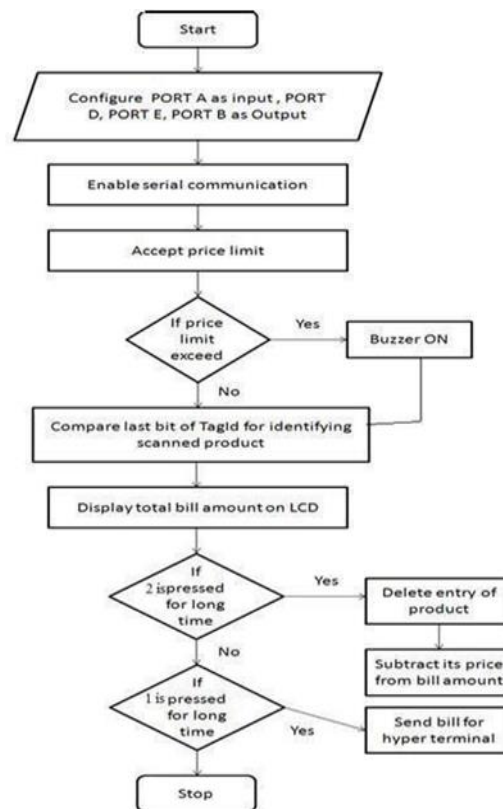 Start
Configure PORT A as input , PORT
D, PORT E, PORT B as Output
Enable serial communication
Accept price limit
If price
limit
exceed
Yes
Buzzer ON
No
Compare last bit of TagId for identifying
scanned product
Display total bill amount on LCD
If
2 is pressed
for long
time
Yes
Delete entry of
product
Subtract its price
from bill amount
No
If
1 is pressed
for long
time
Yes
Send bill for
hyper terminal
Stop